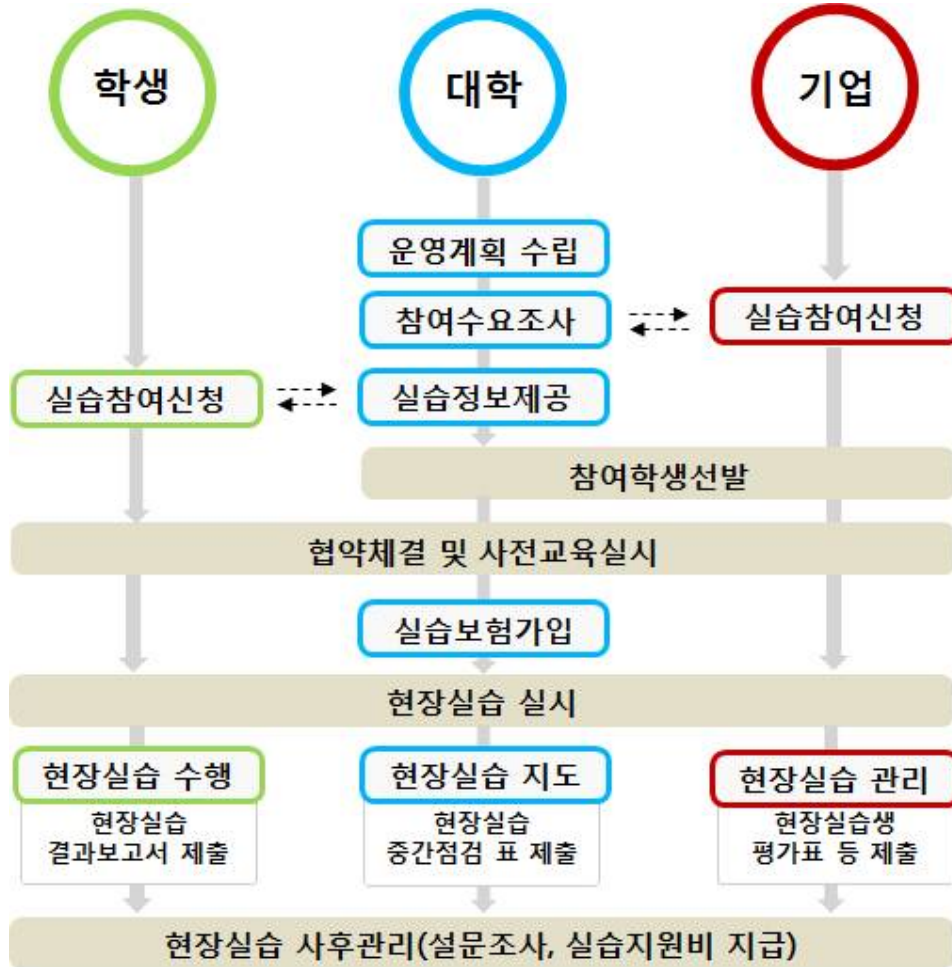 학생
대학
기업
운영계획 수립
참여수요조사
실습참여신청
실습참여신청
실습정보제공
참여학생선발
협약체결 및 사전교육실시
실습보험가입
현장실습 실시
현장실습 수행
현장실습 지도
현장실습 관리
현장실습
결과보고서 제출
현장실습
중간점검 표 제출
현장실습생
평가표 등 제출
현장실습 사후관리(설문조사, 실습지원비 지급)